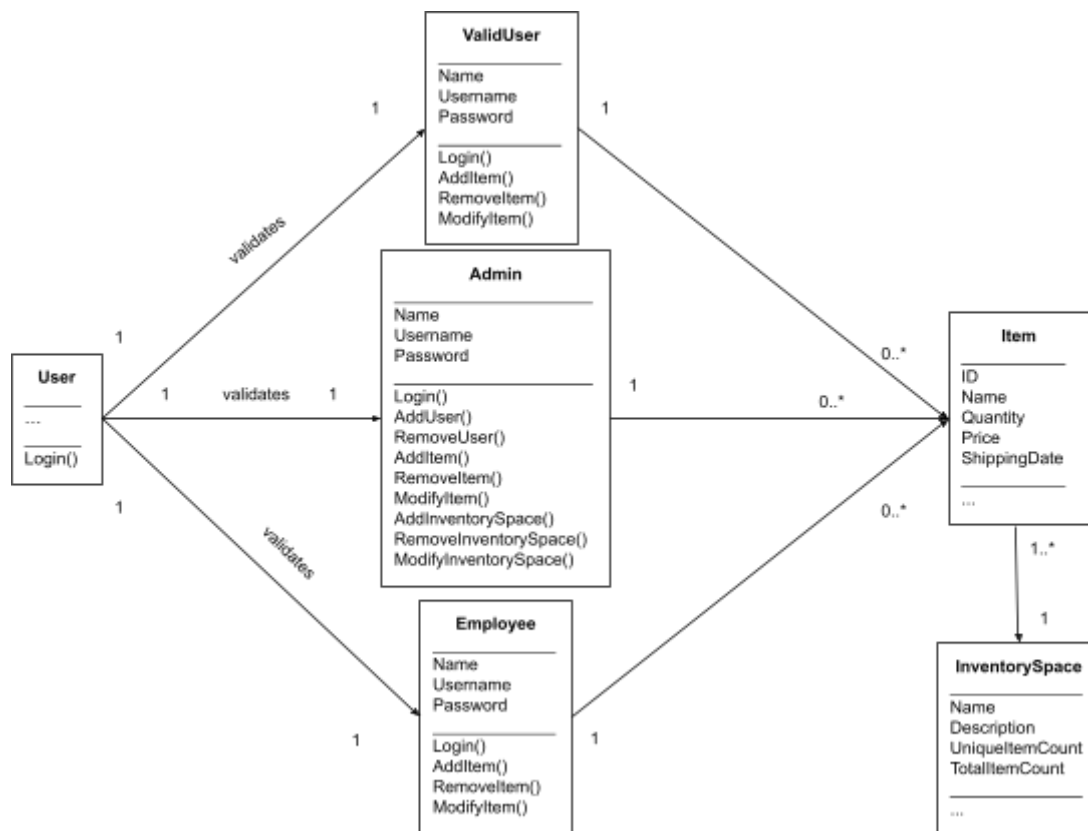 ValidUser
Name
Username
Password
Login()
AddItem()
RemoveItem()
ModifyItem()
1
1
validates
1
0..*
Admin
Name
Username
Password
Login()
AddUser()
RemoveUser()
AddItem()
RemoveItem()
ModifyItem()
AddInventorySpace()
RemoveInventorySpace()
ModifyInventorySpace()
User
...
Login()
1
validates
1
1
0..*
Item
ID
Name
Quantity
Price
ShippingDate
...
1
validates
1
0..*
1
Employee
Name
Username
Password
Login()
AddItem()
RemoveItem()
ModifyItem()
1..*
1
InventorySpace
Name
Description
UniqueItemCount
TotalItemCount
...